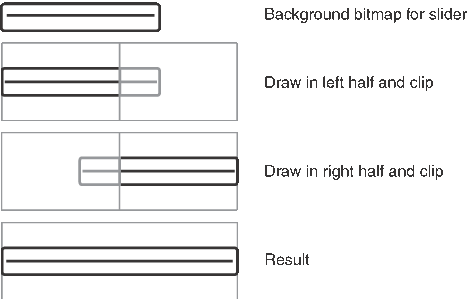 Background bitmap for slider
Draw in left half and clip
Draw in right half and clip
Result